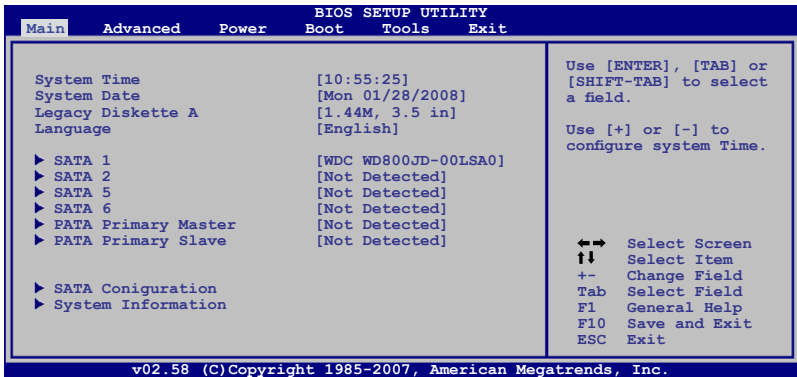 BIOS SETUP UTILITY
Main Advanced Power Boot Tools Exit
System Time [10:55:25]
System Date [Mon 01/28/2008]
Legacy Diskette A [1.44M, 3.5 in]
Language [English]
SATA 1 [WDC WD800JD-00LSA0]
SATA 2 [Not Detected]
SATA 5 [Not Detected]
SATA 6 [Not Detected]
PATA Primary Master [Not Detected]
PATA Primary Slave [Not Detected]
SATA Coniguration
System Information
Use [ENTER], [TAB] or
[SHIFT-TAB] to select
a field.
Use [+] or [-] to
configure system Time.
←→ Select Screen
↑↓ Select Item
+- Change Field
Tab Select Field
F1 General Help
F10 Save and Exit
ESC Exit
v02.58 (C)Copyright 1985-2007, American Megatrends, Inc.